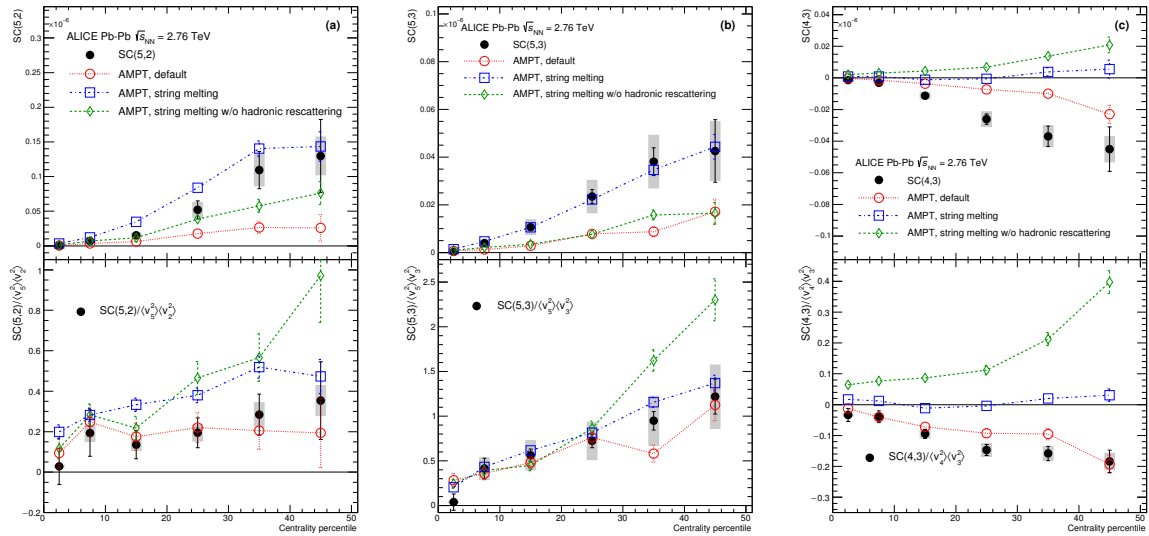 SC(5,2)
×10⁻⁶
(a)
ALICE Pb-Pb √sNN = 2.76 TeV
SC(5,2)
AMPT, default
AMPT, string melting
AMPT, string melting w/o hadronic rescattering
0.3
0.25
0.2
0.15
0.1
0.05
0
SC(5,2)/⟨v₅²⟩⟨v₂²⟩
SC(5,2)/⟨v₅²⟩⟨v₂²⟩
1
0.8
0.6
0.4
0.2
0
−0.2
0 10 20 30 40 50
Centrality percentile
SC(5,3)
×10⁻⁶
(b)
ALICE Pb-Pb √sNN = 2.76 TeV
SC(5,3)
AMPT, default
AMPT, string melting
AMPT, string melting w/o hadronic rescattering
0.1
0.08
0.06
0.04
0.02
0
SC(5,3)/⟨v₅²⟩⟨v₃²⟩
SC(5,3)/⟨v₅²⟩⟨v₃²⟩
2.5
2
1.5
1
0.5
0
0 10 20 30 40 50
Centrality percentile
SC(4,3)
×10⁻⁶
(c)
0.04
0.02
0
−0.02
−0.04
−0.06
−0.08
−0.1
ALICE Pb-Pb √sNN = 2.76 TeV
SC(4,3)
AMPT, default
AMPT, string melting
AMPT, string melting w/o hadronic rescattering
SC(4,3)/⟨v₄²⟩⟨v₃²⟩
0.4
0.3
0.2
0.1
0
−0.1
−0.2
−0.3
SC(4,3)/⟨v₄²⟩⟨v₃²⟩
0 10 20 30 40 50
Centrality percentile